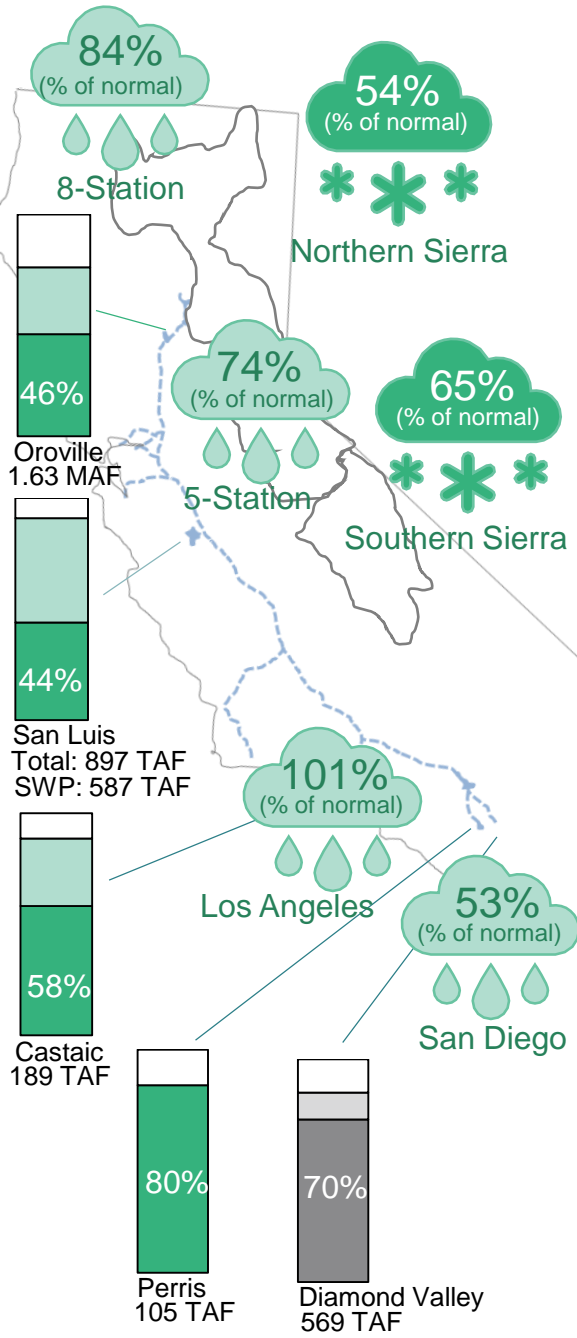 84%
(% of normal)
8-Station
54%
(% of normal)
Northern Sierra
46%
Oroville
1.63 MAF
74%
(% of normal)
5-Station
65%
(% of normal)
Southern Sierra
44%
San Luis
Total: 897 TAF
SWP: 587 TAF
101%
(% of normal)
Los Angeles
53%
(% of normal)
San Diego
58%
Castaic
189 TAF
80%
Perris
105 TAF
70%
Diamond Valley
569 TAF